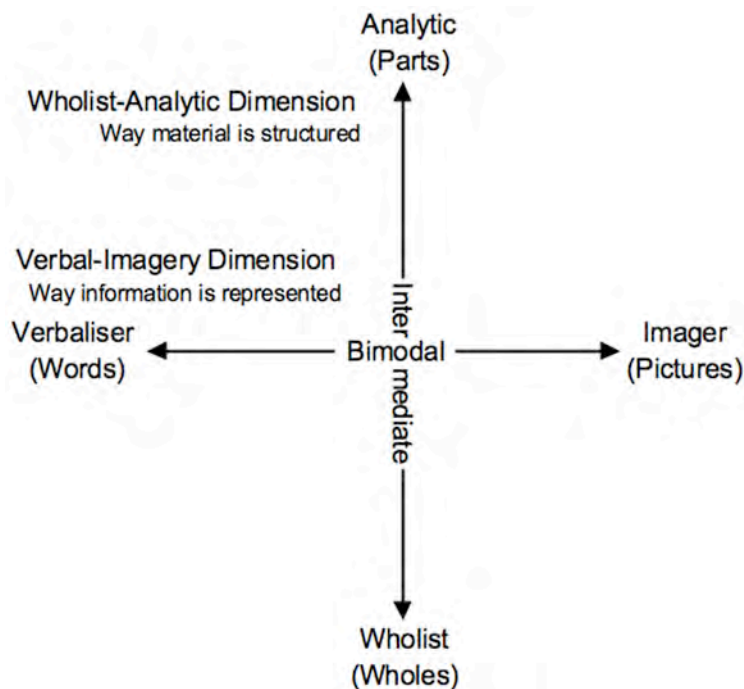 Analytic
(Parts)
Wholist-Analytic Dimension
Way material is structured
Verbal-Imagery Dimension
Way information is represented
Verbaliser
(Words)
Inter mediate
Bimodal
Imager
(Pictures)
Wholist
(Wholes)